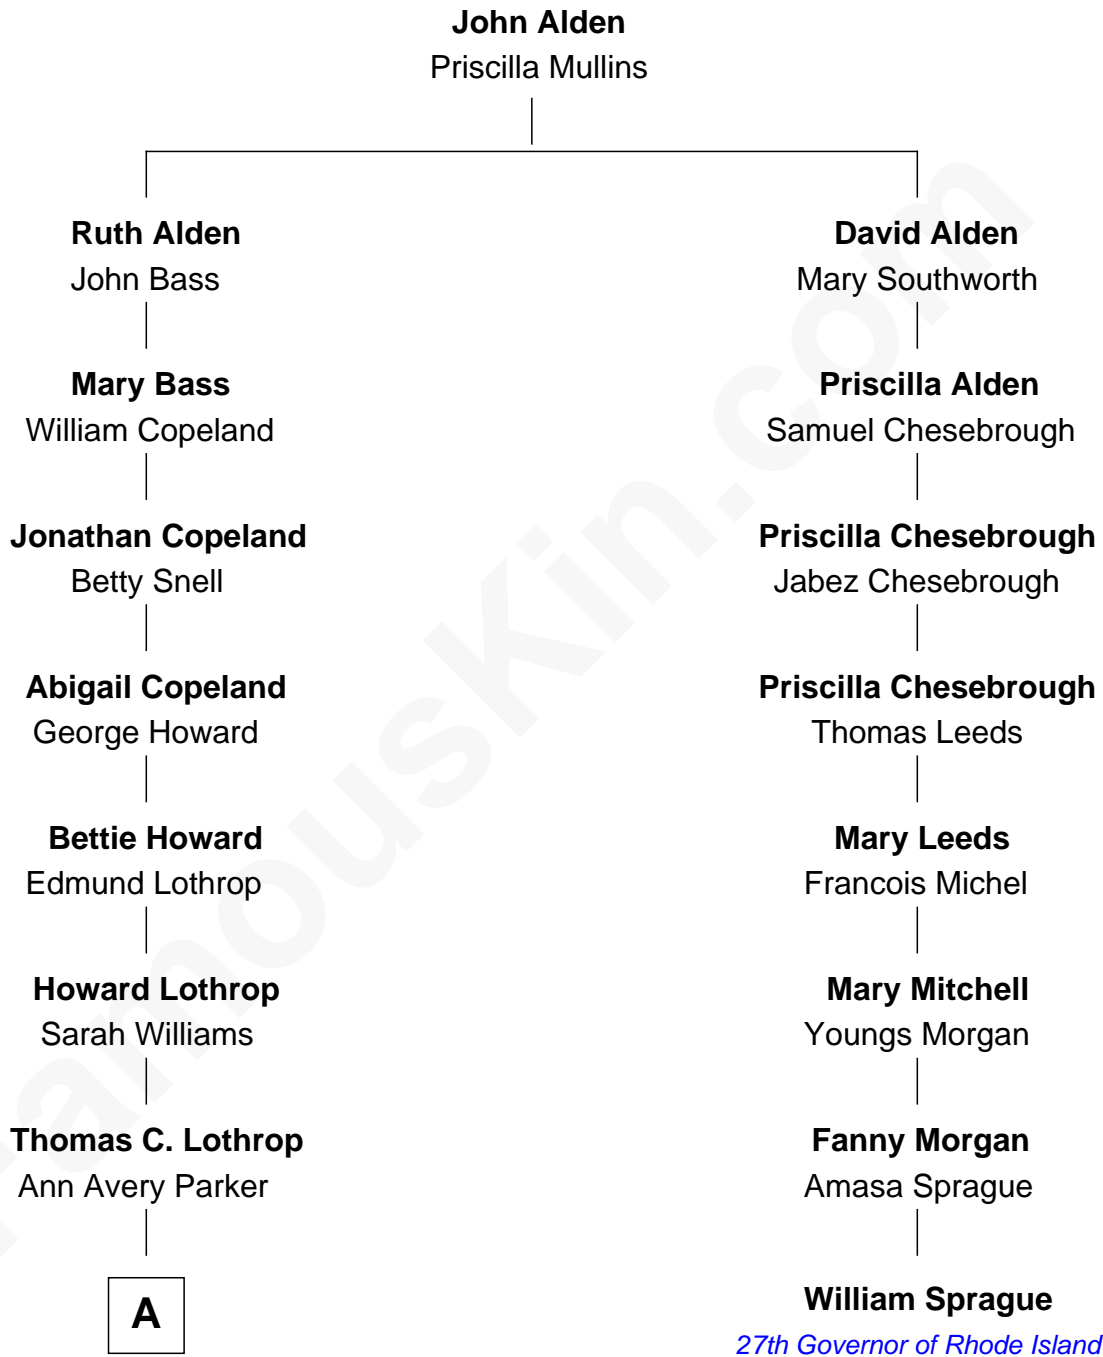 John Alden
Priscilla Mullins
Ruth Alden
John Bass
David Alden
Mary Southworth
Mary Bass
William Copeland
Priscilla Alden
Samuel Chesebrough
Jonathan Copeland
Betty Snell
Priscilla Chesebrough
Jabez Chesebrough
Abigail Copeland
George Howard
Priscilla Chesebrough
Thomas Leeds
Bettie Howard
Edmund Lothrop
Mary Leeds
Francois Michel
Howard Lothrop
Sarah Williams
Mary Mitchell
Youngs Morgan
Thomas C. Lothrop
Ann Avery Parker
Fanny Morgan
Amasa Sprague
A
William Sprague
27th Governor of Rhode Island
FamousKin.com